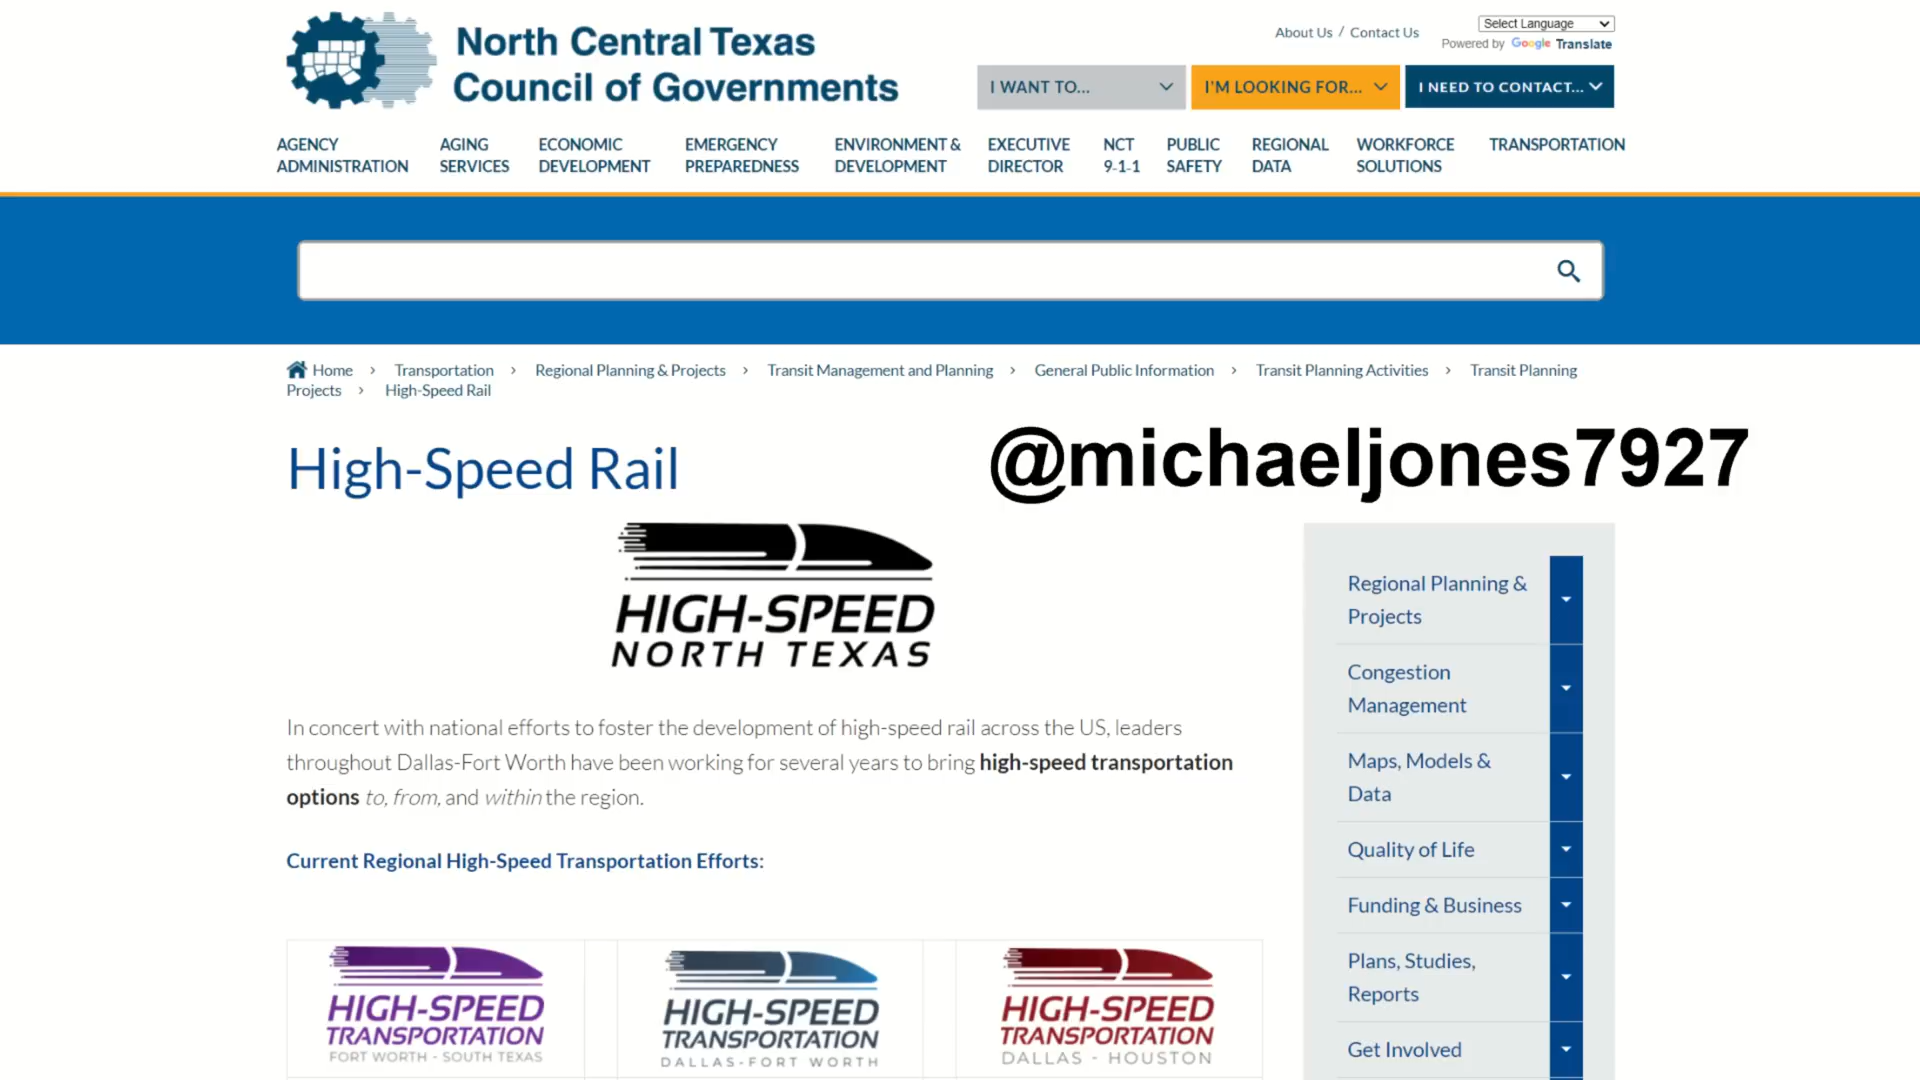 North Central Texas
Council of Governments
About Us / Contact Us
Select Language
Powered by Google Translate
I WANT TO...
I'M LOOKING FOR...
I NEED TO CONTACT...
AGENCY
ADMINISTRATION
AGING
SERVICES
ECONOMIC
DEVELOPMENT
EMERGENCY
PREPAREDNESS
ENVIRONMENT &
DEVELOPMENT
EXECUTIVE
DIRECTOR
NCT
9-1-1
PUBLIC
SAFETY
REGIONAL
DATA
WORKFORCE
SOLUTIONS
TRANSPORTATION
Home > Transportation > Regional Planning & Projects > Transit Management and Planning > General Public Information > Transit Planning Activities > Transit Planning
Projects > High-Speed Rail
High-Speed Rail
@michaeljones7927
HIGH-SPEED
NORTH TEXAS
In concert with national efforts to foster the development of high-speed rail across the US, leaders
throughout Dallas-Fort Worth have been working for several years to bring high-speed transportation
options to, from, and within the region.
Current Regional High-Speed Transportation Efforts:
HIGH-SPEED
TRANSPORTATION
FORT WORTH - SOUTH TEXAS
HIGH-SPEED
TRANSPORTATION
DALLAS-FORT WORTH
HIGH-SPEED
TRANSPORTATION
DALLAS - HOUSTON
Regional Planning &
Projects
Congestion
Management
Maps, Models &
Data
Quality of Life
Funding & Business
Plans, Studies,
Reports
Get Involved